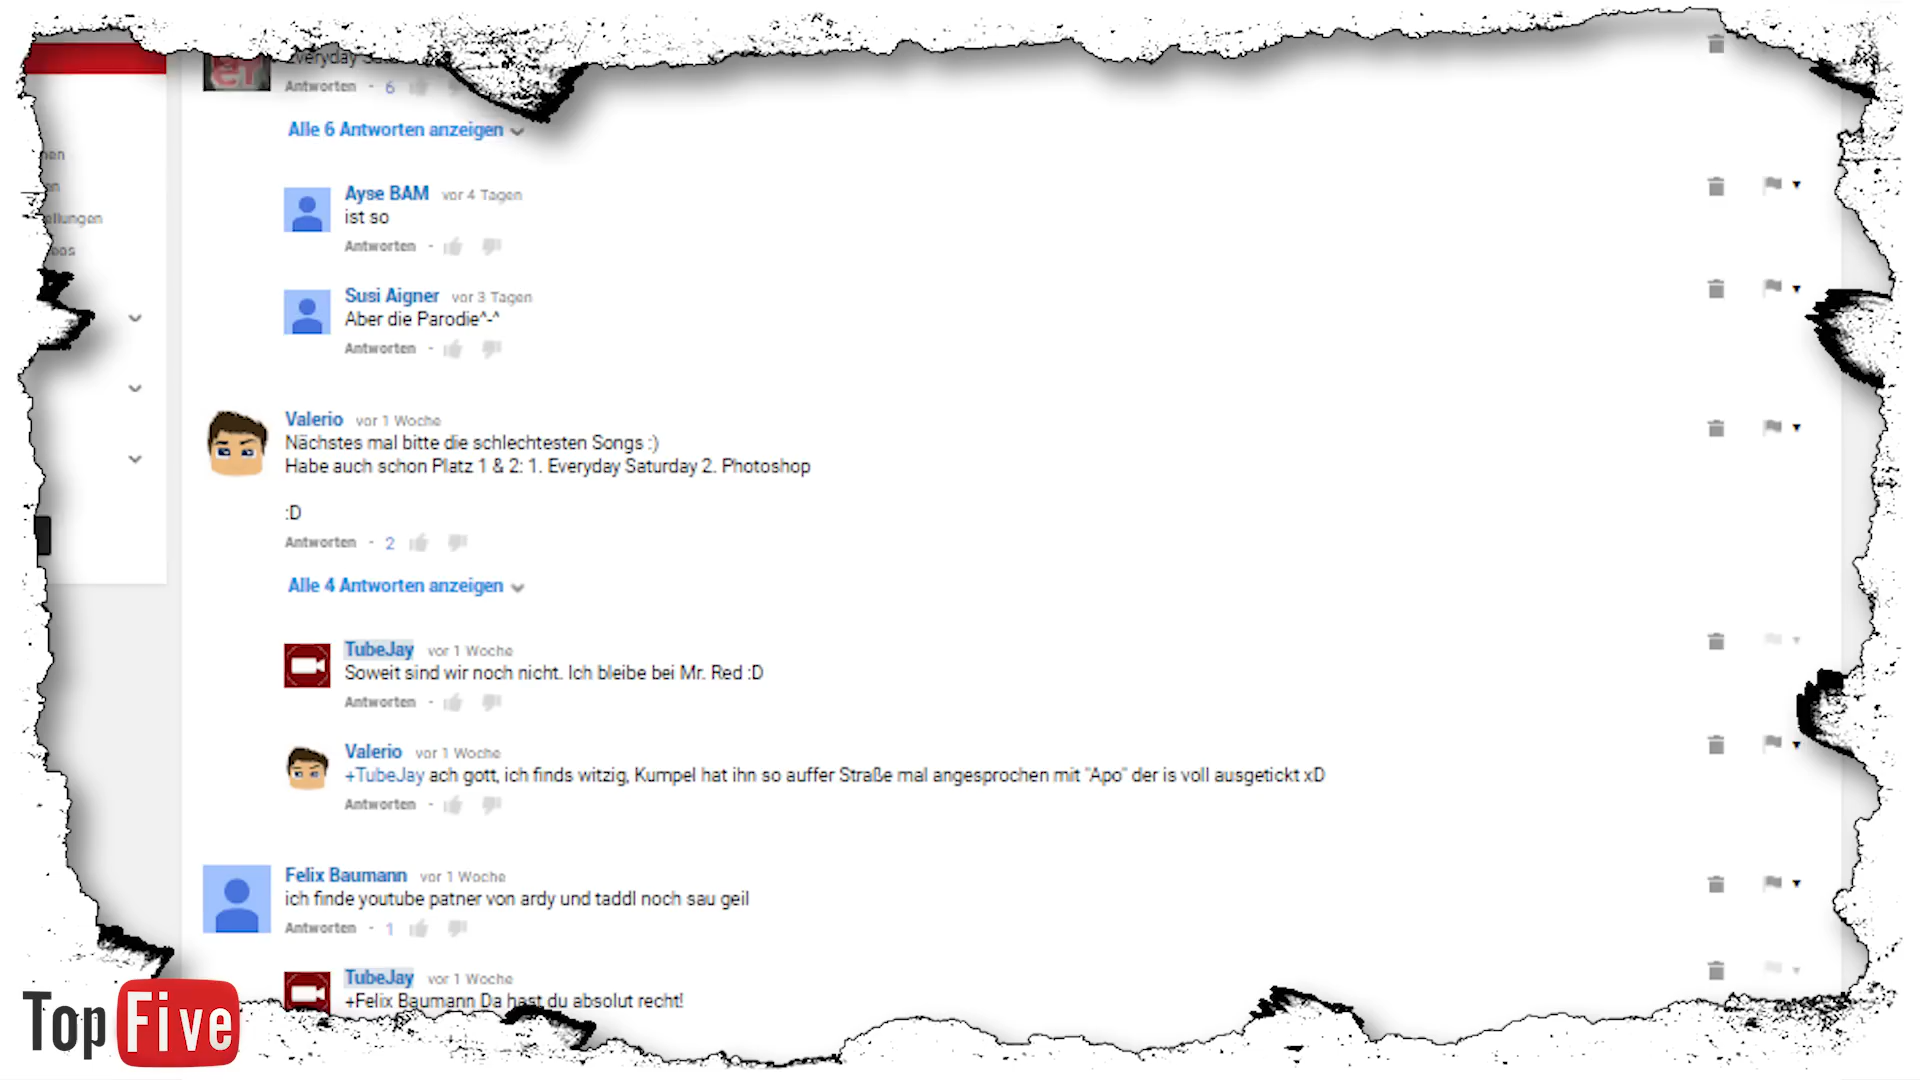 Everyday
Antworten - 6
Alle 6 Antworten anzeigen
Ayse BAM vor 4 Tagen
ist so
Antworten -
Susi Aigner vor 3 Tagen
Aber die Parodie^-^
Antworten -
ellungen
eos
Valerio vor 1 Woche
Nächstes mal bitte die schlechtesten Songs :)
Habe auch schon Platz 1 & 2: 1. Everyday Saturday 2. Photoshop
:D
Antworten - 2
Alle 4 Antworten anzeigen
TubeJay vor 1 Woche
Soweit sind wir noch nicht. Ich bleibe bei Mr. Red :D
Antworten -
Valerio vor 1 Woche
+TubeJay ach gott, ich finds witzig, Kumpel hat ihn so auffer Straße mal angesprochen mit "Apo" der is voll ausgetickt xD
Antworten -
Felix Baumann vor 1 Woche
ich finde youtube patner von ardy und taddl noch sau geil
Antworten - 1
TubeJay vor 1 Woche
+Felix Baumann Da hast du absolut recht!
Top Five